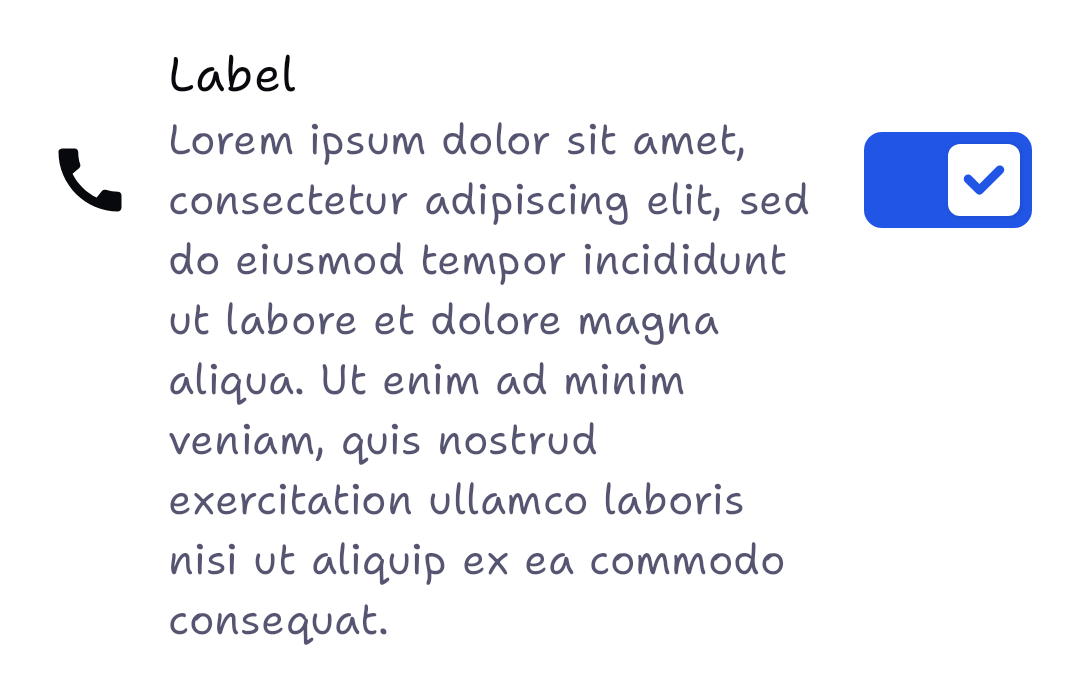 Label
Lorem ipsum dolor sit amet,
consectetur adipiscing elit, sed
do eiusmod tempor incididunt
ut labore et dolore magna
aliqua. Ut enim ad minim
veniam, quis nostrud
exercitation ullamco laboris
nisi ut aliquip ex ea commodo
consequat.